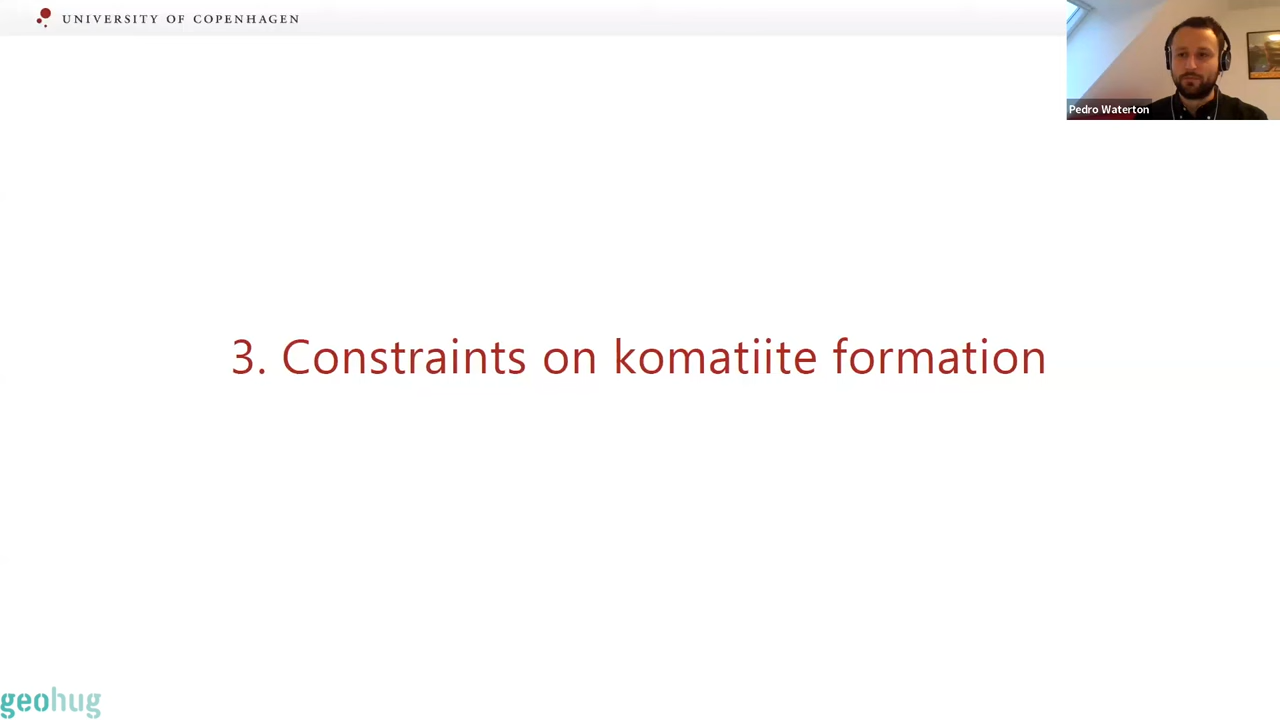 UNIVERSITY OF COPENHAGEN
Pedro Waterton
3. Constraints on komatiite formation
geohug